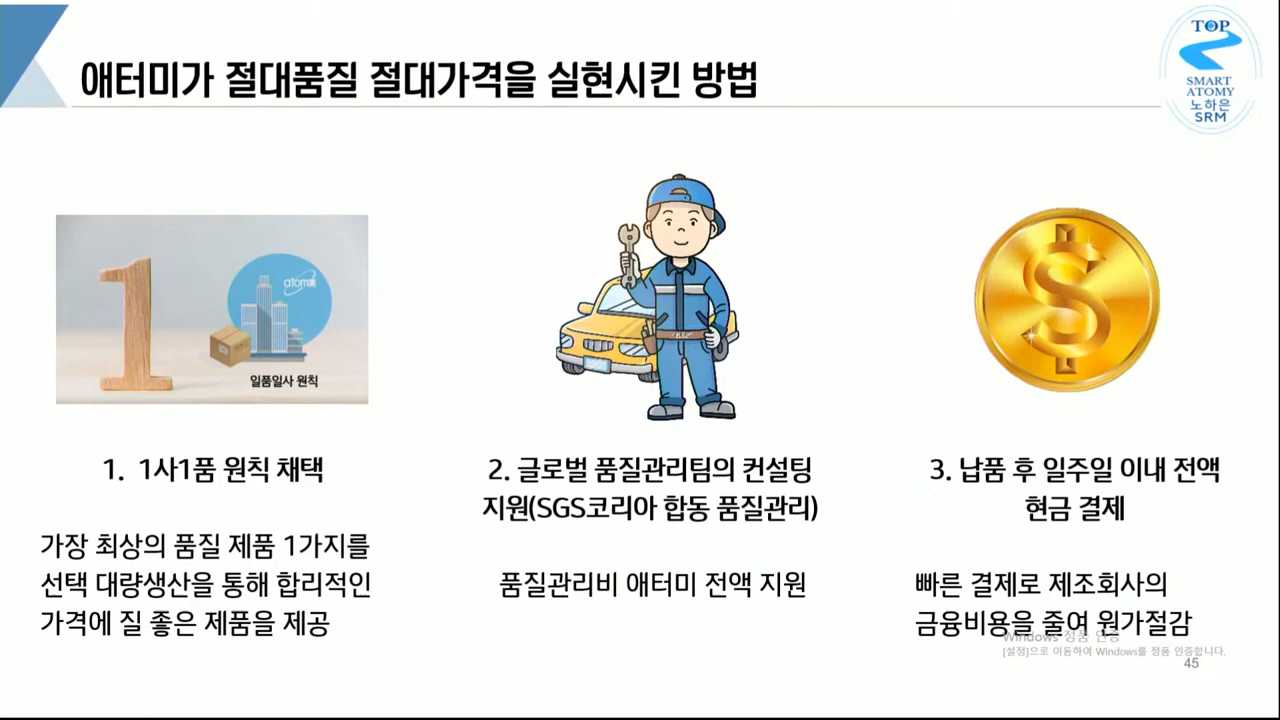 애터미가 절대품질 절대가격을 실현시킨 방법
TOP
SMART
ATOMY
노하은
SRM
atomy
일품일사 원칙
1. 1사1품 원칙 채택
가장 최상의 품질 제품 1가지를
선택 대량생산을 통해 합리적인
가격에 질 좋은 제품을 제공
2. 글로벌 품질관리팀의 컨설팅
지원(SGS코리아 합동 품질관리)
품질관리비 애터미 전액 지원
3. 납품 후 일주일 이내 전액
현금 결제
빠른 결제로 제조회사의
금융비용을 줄여 원가절감
Windows 정품 인증
[설정]으로 이동하여 Windows를 정품 인증합니다.
45